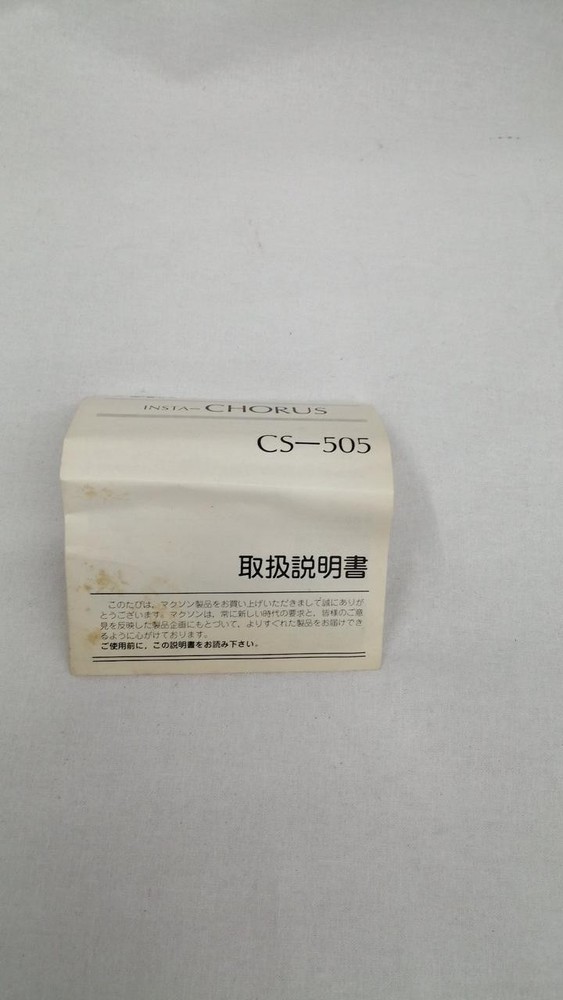 INSTA-CHORUS
CS-505
取扱説明書
このたびは、マクソン製品をお買い上げいただきまして誠にありが
とうございます。マクソンは、常に新しい時代の要求と、皆様のご意
見を反映した製品企画にもとづいて、よりすぐれた製品をお届けでき
るように心がけております。
ご使用前に、この説明書をお読み下さい。